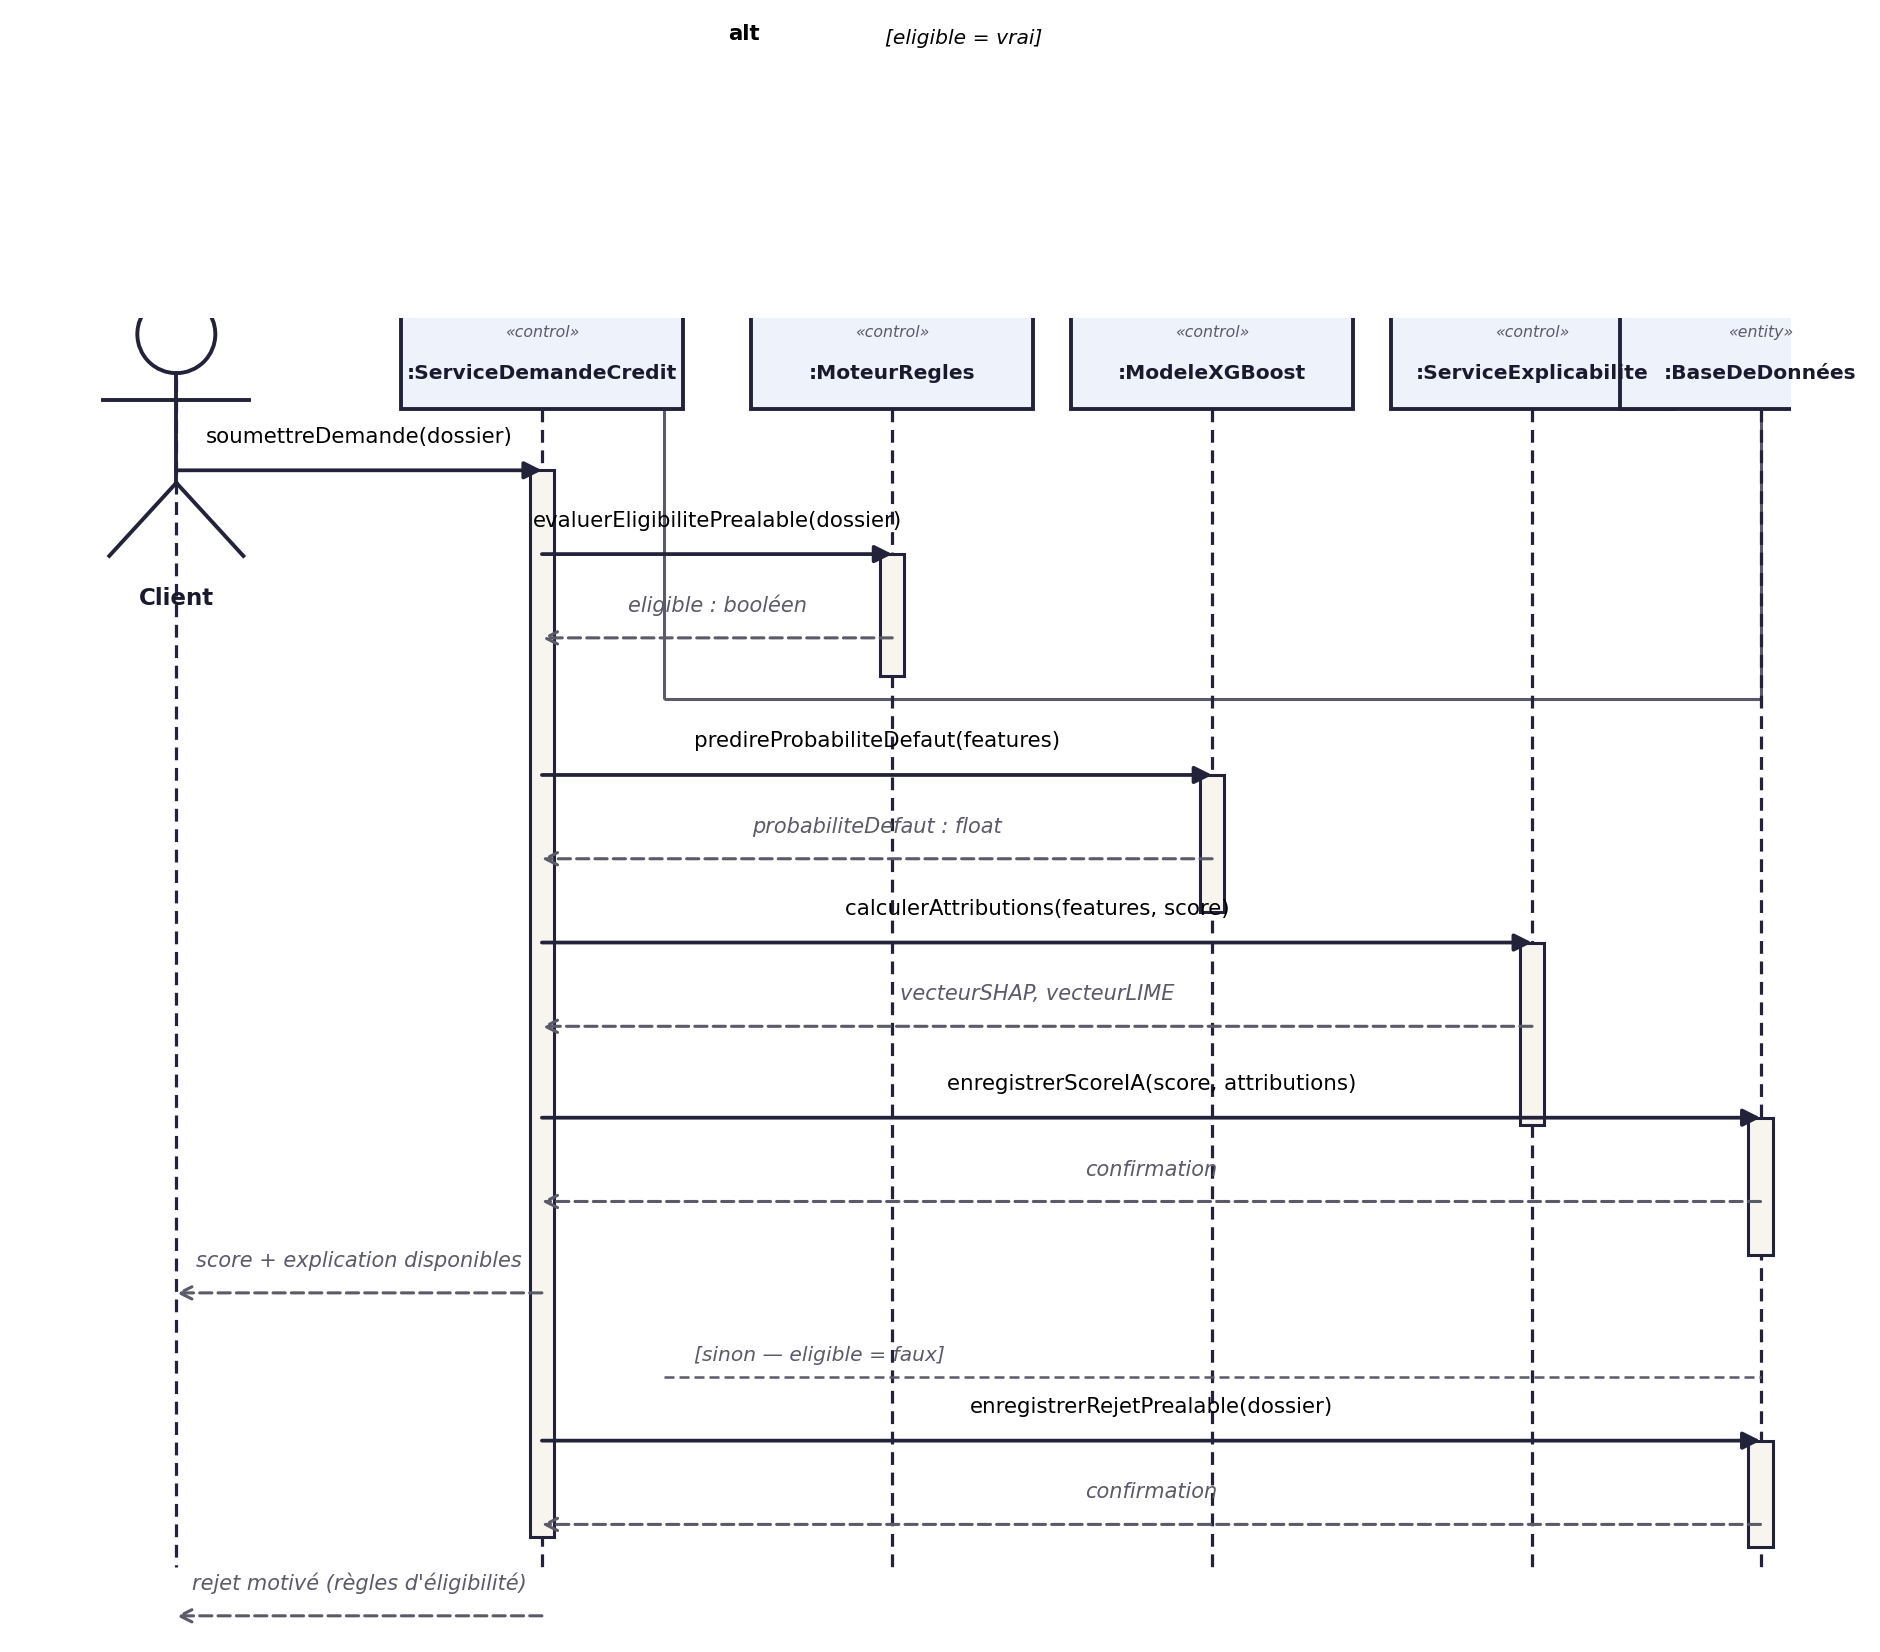 alt
[eligible = vrai]
«control»
:ServiceDemandeCredit
«control»
:MoteurRegles
«control»
:ModeleXGBoost
«control»
:ServiceExplicabilite
«entity»
:BaseDeDonnées
soumettreDemande(dossier)
evaluerEligibilitePrealable(dossier)
Client
eligible : booléen
predireProbabiliteDefaut(features)
probabiliteDefaut : float
calculerAttributions(features, score)
vecteurSHAP, vecteurLIME
enregistrerScoreIA(score, attributions)
confirmation
score + explication disponibles
[sinon — eligible = faux]
enregistrerRejetPrealable(dossier)
confirmation
rejet motivé (règles d'éligibilité)